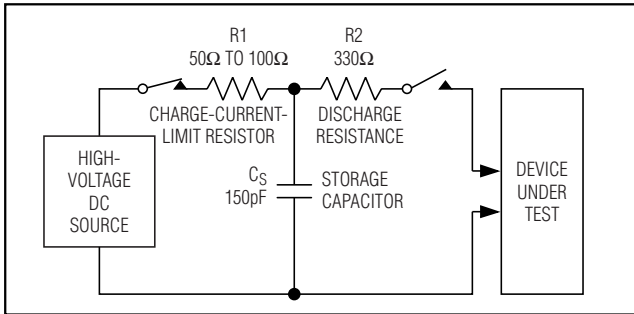 R1
50Ω TO 100Ω
R2
330Ω
CHARGE-CURRENT-
LIMIT RESISTOR
DISCHARGE
RESISTANCE
HIGH-
VOLTAGE
DC
SOURCE
CS
150pF
STORAGE
CAPACITOR
DEVICE
UNDER
TEST